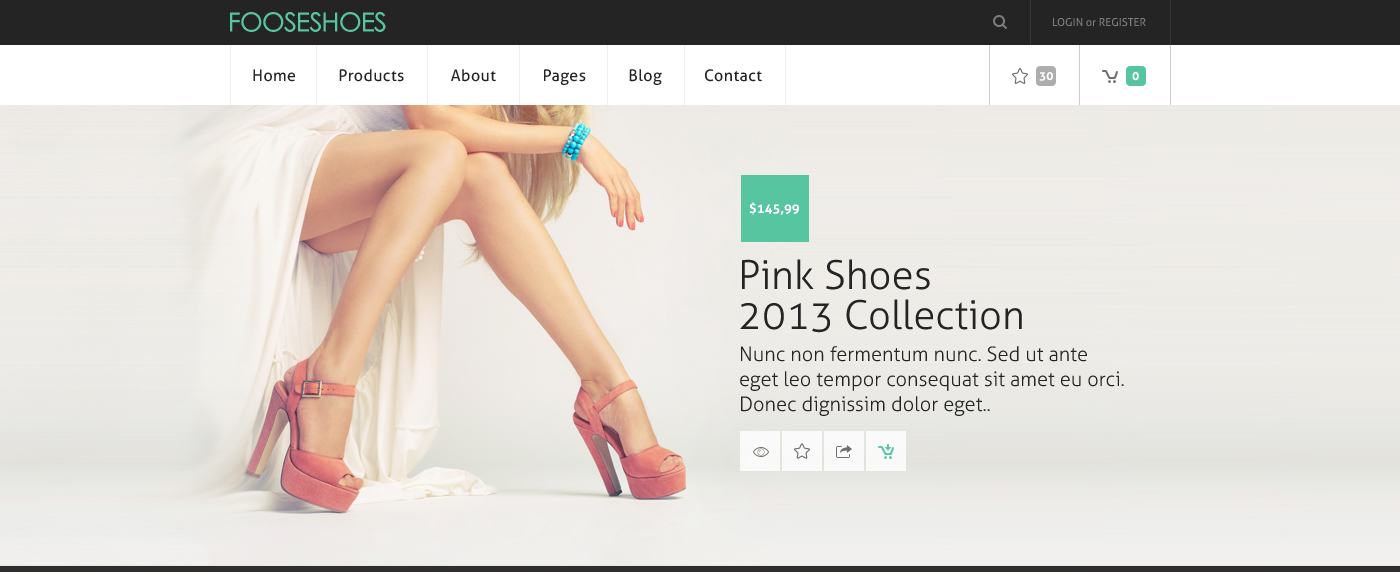 FOOSESHOES
LOGIN or REGISTER
Home Products About Pages Blog Contact 30 0
$145,99
Pink Shoes
2013 Collection
Nunc non fermentum nunc. Sed ut ante
eget leo tempor consequat sit amet eu orci.
Donec dignissim dolor eget..